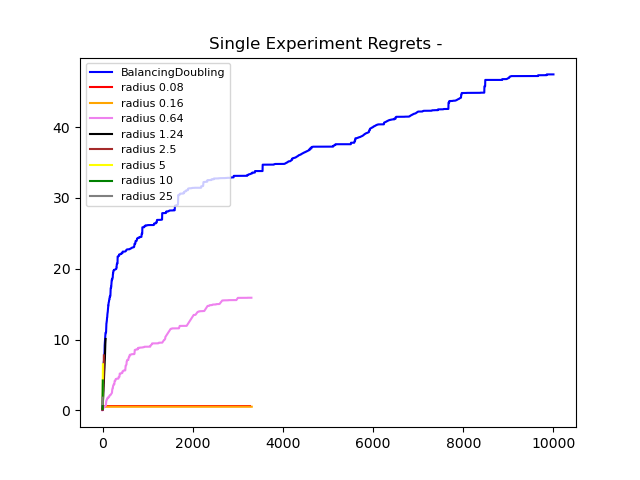 Single Experiment Regrets -
BalancingDoubling
radius 0.08
radius 0.16
radius 0.64
radius 1.24
radius 2.5
radius 5
radius 10
radius 25
40
30
20
10
0
0 2000 4000 6000 8000 10000